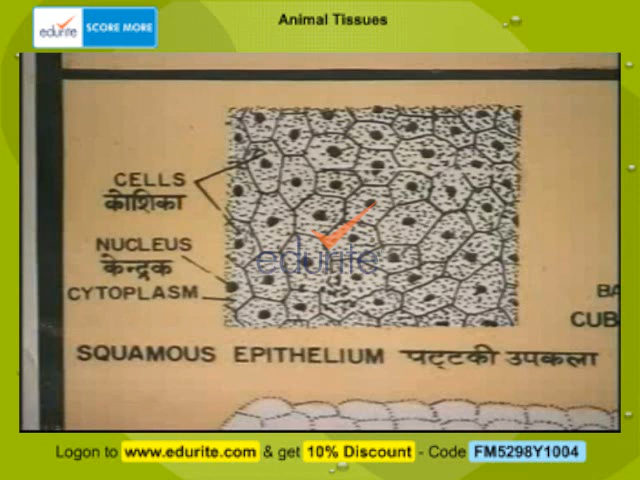 Animal Tissues
edurite SCORE MORE
CELLS
कोशिका
NUCLEUS
केन्द्रक
CYTOPLASM
edurite
BA
CUB
SQUAMOUS EPITHELIUM पट्टकी उपकला
Logon to www.edurite.com & get 10% Discount - Code FM5298Y1004